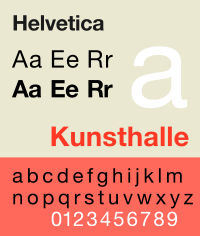 Helvetica
Aa Ee Rr
Aa Ee Rr
a
Kunsthalle
abcdefghijklm
nopqrstuvwxyz
0123456789